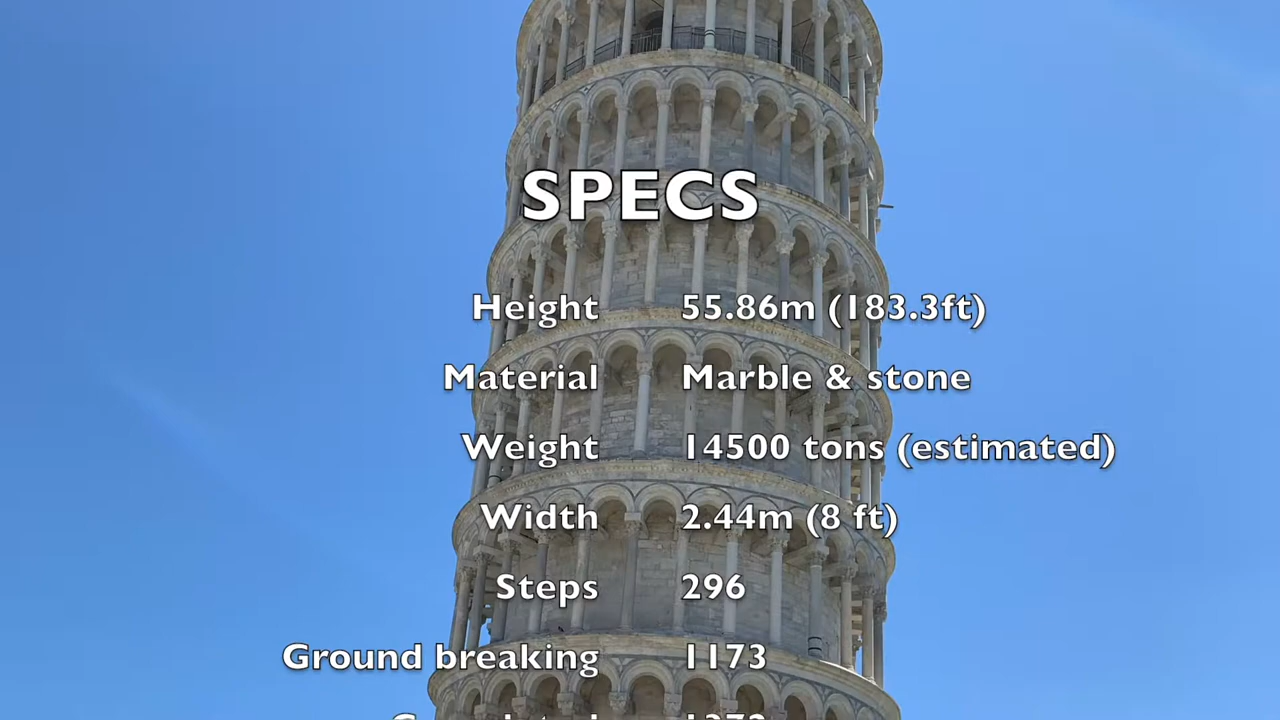 SPECS
Height 55.86m (183.3ft)
Material Marble & stone
Weight 14500 tons (estimated)
Width 2.44m (8 ft)
Steps 296
Ground breaking 1173